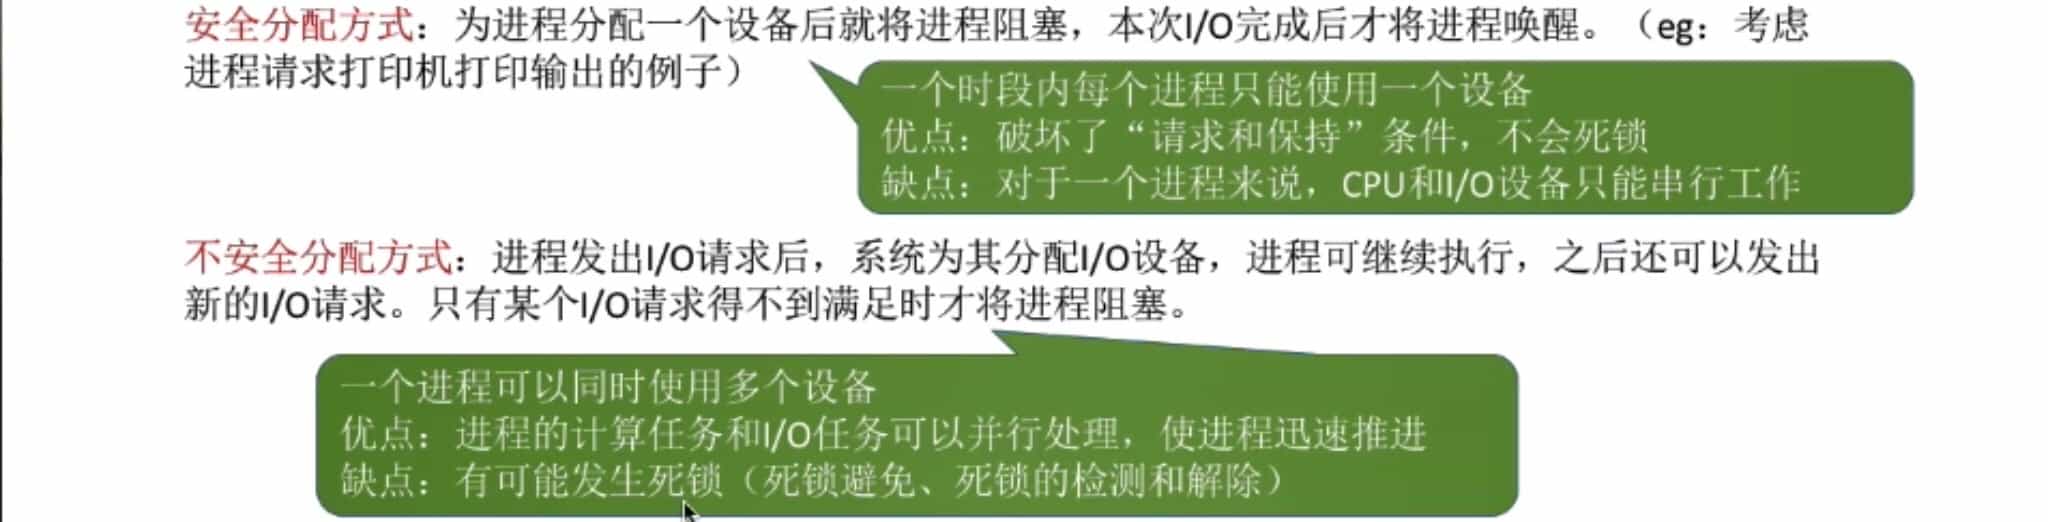 安全分配方式：为进程分配一个设备后就将进程阻塞，本次I/O完成后才将进程唤醒。（eg：考虑
进程请求打印机打印输出的例子）
一个时段内每个进程只能使用一个设备
优点：破坏了“请求和保持”条件，不会死锁
缺点：对于一个进程来说，CPU和I/O设备只能串行工作
不安全分配方式：进程发出I/O请求后，系统为其分配I/O设备，进程可继续执行，之后还可以发出
新的I/O请求。只有某个I/O请求得不到满足时才将进程阻塞。
一个进程可以同时使用多个设备
优点：进程的计算任务和I/O任务可以并行处理，使进程迅速推进
缺点：有可能发生死锁（死锁避免、死锁的检测和解除）